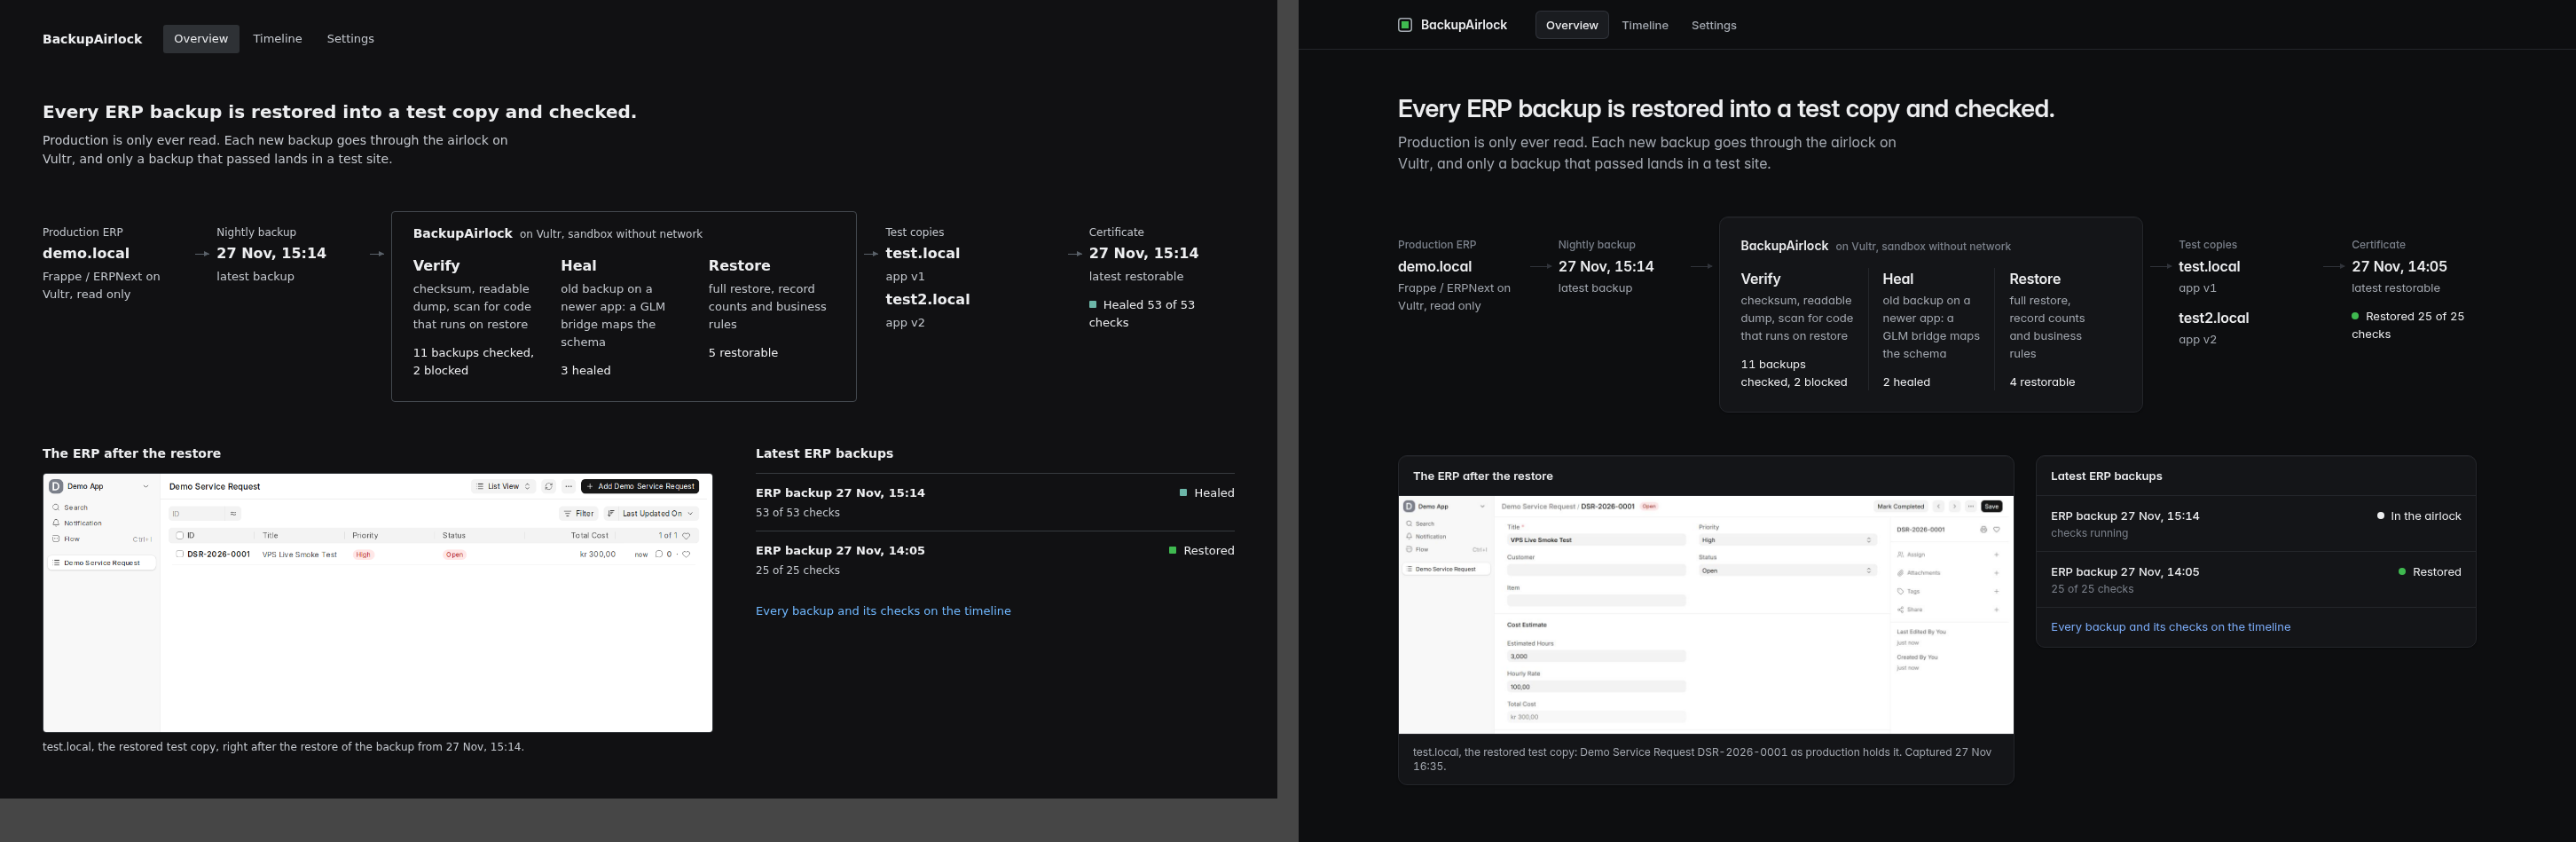 BackupAirlock
Overview
Timeline
Settings
Every ERP backup is restored into a test copy and checked.
Production is only ever read. Each new backup goes through the airlock on
Vultr, and only a backup that passed lands in a test site.
Production ERP
demo.local
Frappe / ERPNext on
Vultr, read only
Nightly backup
27 Nov, 15:14
latest backup
BackupAirlock on Vultr, sandbox without network
Verify
checksum, readable
dump, scan for code
that runs on restore
11 backups checked,
2 blocked
Heal
old backup on a
newer app: a GLM
bridge maps the
schema
3 healed
Restore
full restore, record
counts and business
rules
5 restorable
Test copies
test.local
app v1
test2.local
app v2
Certificate
27 Nov, 15:14
latest restorable
Healed 53 of 53
checks
The ERP after the restore
D Demo App
Search
Notification
Flow Ctrl+I
Demo Service Request
Demo Service Request
List View
+ Add Demo Service Request
ID
Filter
Last Updated On
ID Title Priority Status Total Cost 1 of 1
DSR-2026-0001 VPS Live Smoke Test High Open kr 300,00 now 0
test.local, the restored test copy, right after the restore of the backup from 27 Nov, 15:14.
Latest ERP backups
ERP backup 27 Nov, 15:14
Healed
53 of 53 checks
ERP backup 27 Nov, 14:05
Restored
25 of 25 checks
Every backup and its checks on the timeline
BackupAirlock
Overview
Timeline
Settings
Every ERP backup is restored into a test copy and checked.
Production is only ever read. Each new backup goes through the airlock on
Vultr, and only a backup that passed lands in a test site.
Production ERP
demo.local
Frappe / ERPNext on
Vultr, read only
Nightly backup
27 Nov, 15:14
latest backup
BackupAirlock on Vultr, sandbox without network
Verify
checksum, readable
dump, scan for code
that runs on restore
11 backups
checked, 2 blocked
Heal
old backup on a
newer app: a
GLM bridge maps
the schema
2 healed
Restore
full restore,
record counts
and business
rules
4 restorable
Test copies
test.local
app v1
test2.local
app v2
Certificate
27 Nov, 14:05
latest restorable
Restored 25 of 25
checks
The ERP after the restore
D Demo App
Search
Notification
Flow Ctrl+I
Demo Service Request
Demo Service Request / DSR-2026-0001 Open
Mark Completed
Save
Title *
VPS Live Smoke Test
Customer
Item
Priority
High
Status
Open
Cost Estimate
Estimated Hours
3,000
Hourly Rate
100,00
Total Cost
kr 300,00
DSR-2026-0001
Assign
Attachments
Tags
Share
Last Edited By You
just now
Created By You
just now
test.local, the restored test copy: Demo Service Request DSR-2026-0001 as production holds it. Captured 27 Nov
16:35.
Latest ERP backups
ERP backup 27 Nov, 15:14
In the airlock
checks running
ERP backup 27 Nov, 14:05
Restored
25 of 25 checks
Every backup and its checks on the timeline